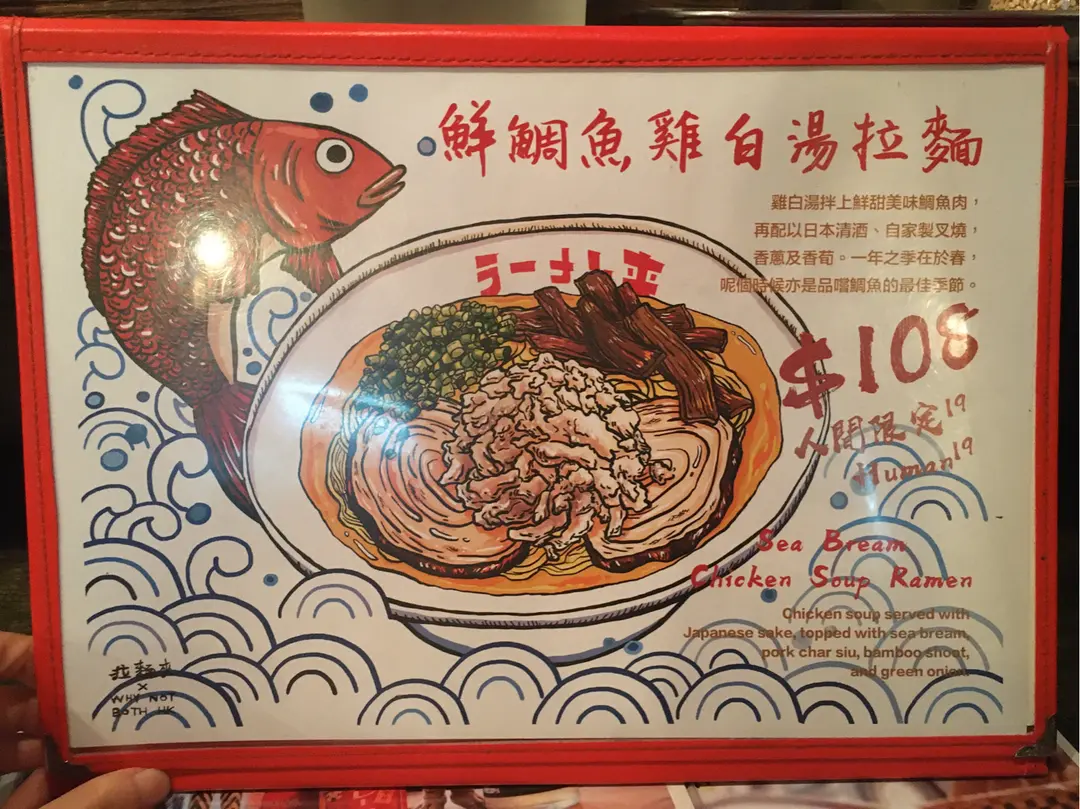 鮮鯛魚雞白湯拉麵
雞白湯拌上鮮甜美味鯛魚肉，
再配以日本清酒、自家製叉燒，
香蔥及香荀。一年之季在於春，
呢個時候亦是品嚐鯛魚的最佳季節。
ラーメン来
$108
人間限定19
Human19
Sea Bream
Chicken Soup Ramen
Chicken soup served with
Japanese sake, topped with sea bream,
pork char siu, bamboo shoot,
and green onion.
拉麵來
×
WHY NOT
BOTH HK